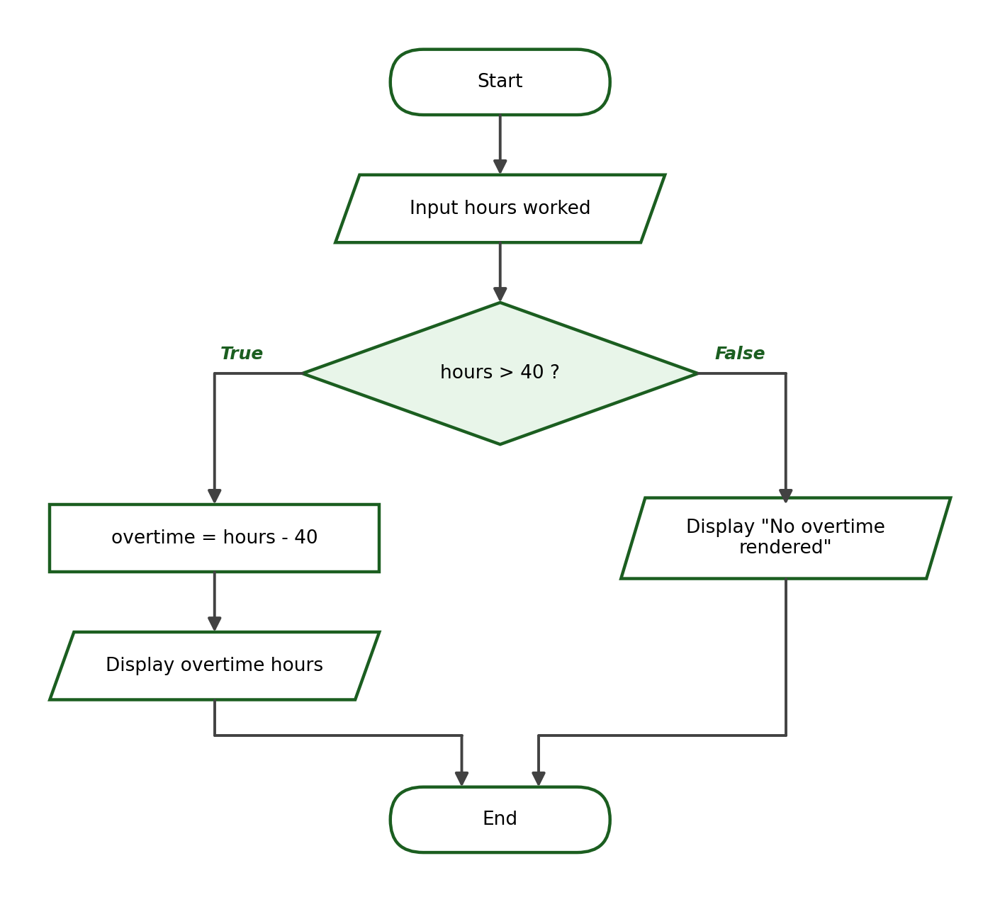 Start
Input hours worked
True
False
hours > 40 ?
overtime = hours - 40
Display "No overtime
rendered"
Display overtime hours
End